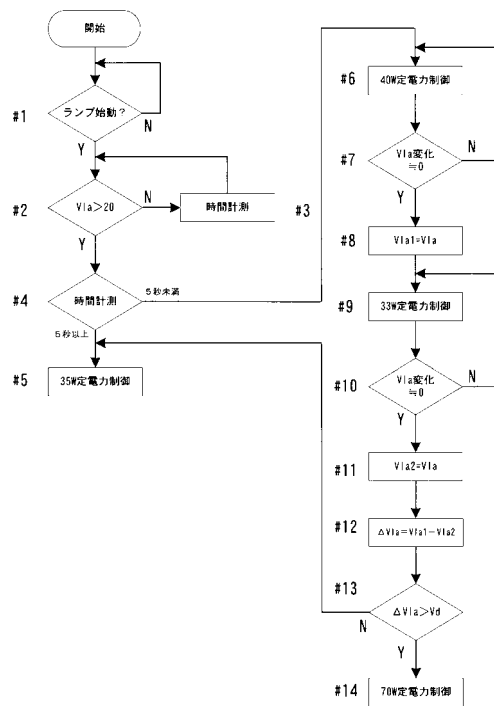 開始
#1
ランプ始動?
N
Y
#2
Vla>20
N
Y
時間計測
#3
#4
時間計測
5秒未満
5秒以上
#5
35W定電力制御
#6
40W定電力制御
#7
Vla変化
≒0
N
Y
#8
Vla1=Vla
#9
33W定電力制御
#10
Vla変化
≒0
N
Y
#11
Vla2=Vla
#12
ΔVla=Vla1-Vla2
#13
ΔVla>Vd
N
Y
#14
70W定電力制御